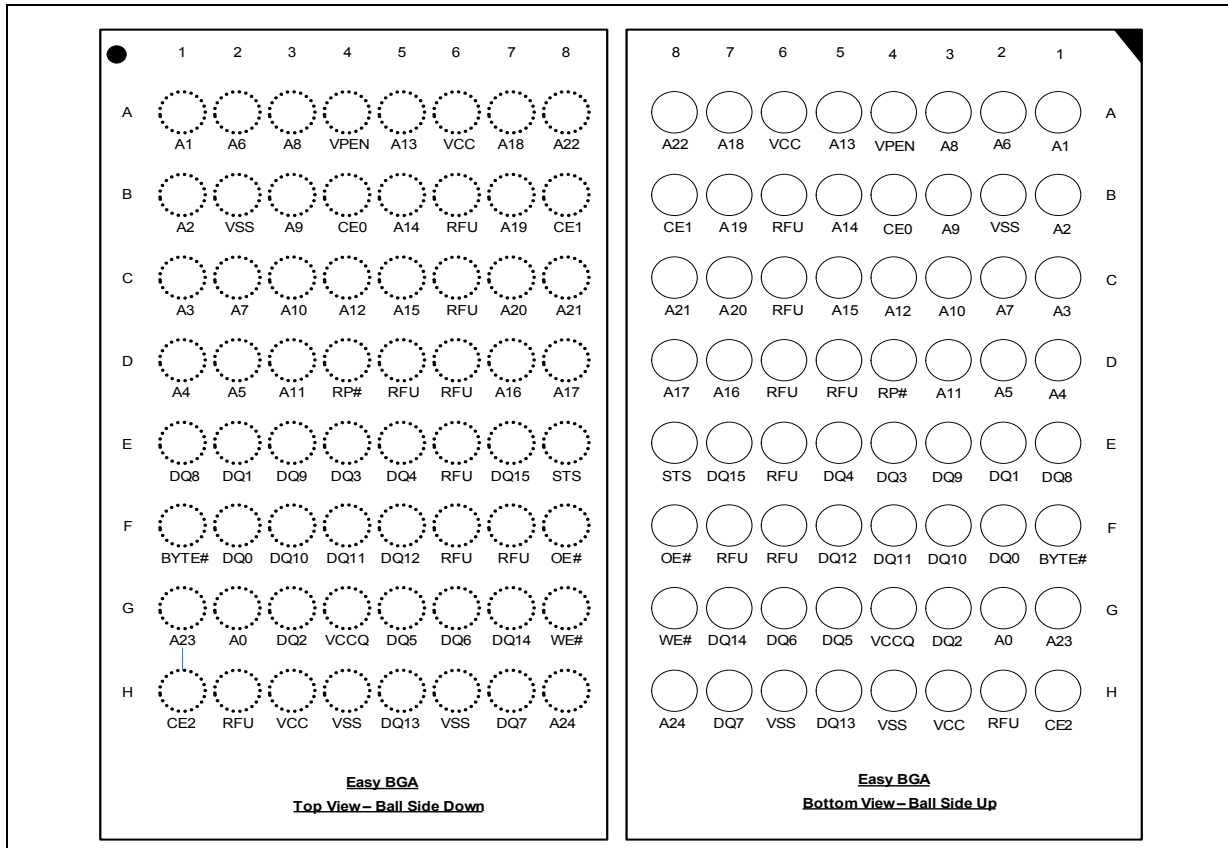 1 2 3 4 5 6 7 8
A
A1 A6 A8 VPEN A13 VCC A18 A22
B
A2 VSS A9 CE0 A14 RFU A19 CE1
C
A3 A7 A10 A12 A15 RFU A20 A21
D
A4 A5 A11 RP# RFU RFU A16 A17
E
DQ8 DQ1 DQ9 DQ3 DQ4 RFU DQ15 STS
F
BYTE# DQ0 DQ10 DQ11 DQ12 RFU RFU OE#
G
A23 A0 DQ2 VCCQ DQ5 DQ6 DQ14 WE#
H
CE2 RFU VCC VSS DQ13 VSS DQ7 A24
Easy BGA
Top View – Ball Side Down
8 7 6 5 4 3 2 1
A
A22 A18 VCC A13 VPEN A8 A6 A1
B
CE1 A19 RFU A14 CE0 A9 VSS A2
C
A21 A20 RFU A15 A12 A10 A7 A3
D
A17 A16 RFU RFU RP# A11 A5 A4
E
STS DQ15 RFU DQ4 DQ3 DQ9 DQ1 DQ8
F
OE# RFU RFU DQ12 DQ11 DQ10 DQ0 BYTE#
G
WE# DQ14 DQ6 DQ5 VCCQ DQ2 A0 A23
H
A24 DQ7 VSS DQ13 VSS VCC RFU CE2
Easy BGA
Bottom View – Ball Side Up